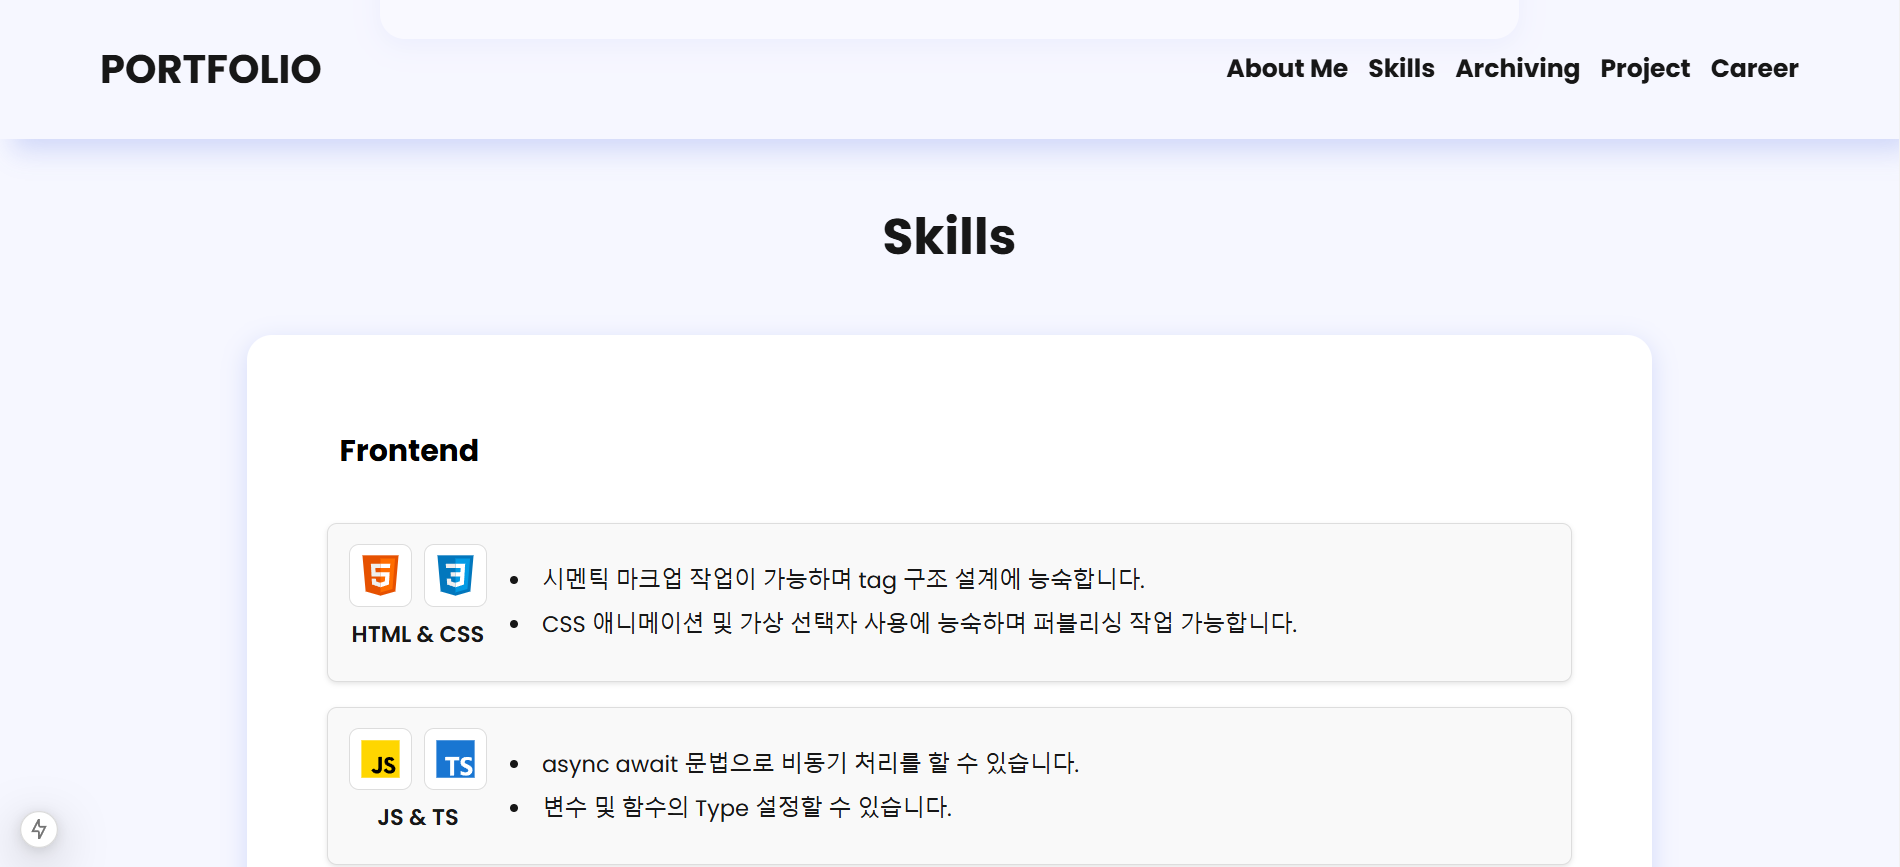 PORTFOLIO
About Me Skills Archiving Project Career
Skills
Frontend
5 3
HTML & CSS
시멘틱 마크업 작업이 가능하며 tag 구조 설계에 능숙합니다.
CSS 애니메이션 및 가상 선택자 사용에 능숙하며 퍼블리싱 작업 가능합니다.
JS TS
JS & TS
async await 문법으로 비동기 처리를 할 수 있습니다.
변수 및 함수의 Type 설정할 수 있습니다.